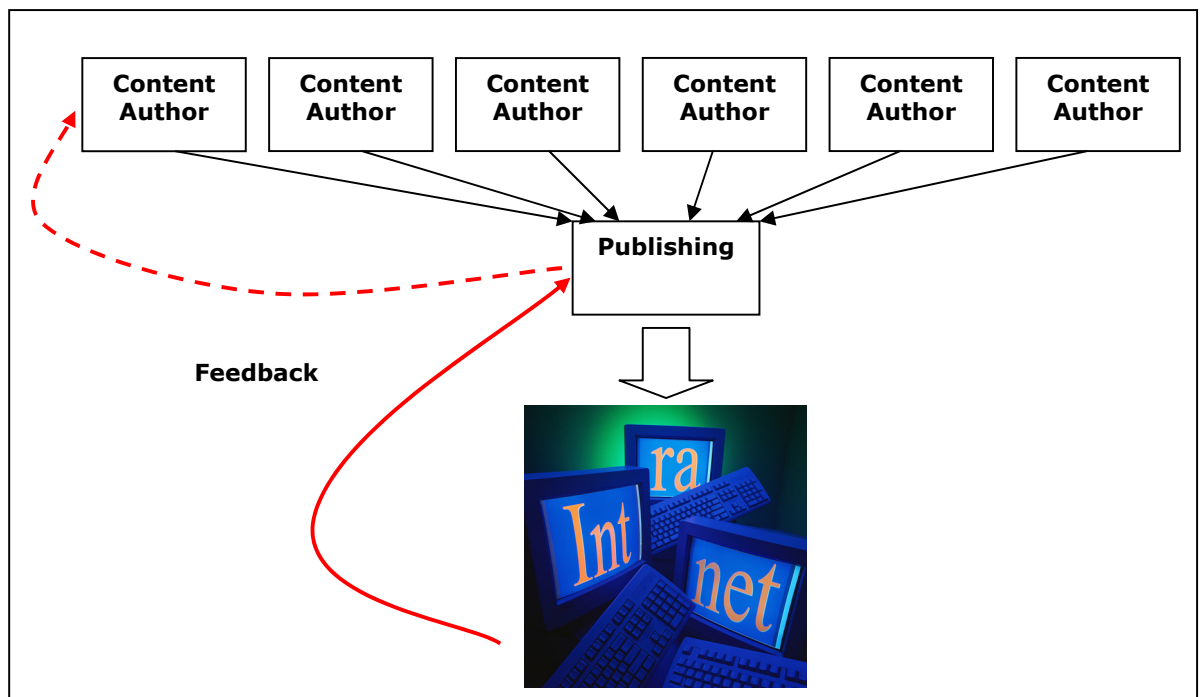 Content
Author
Content
Author
Content
Author
Content
Author
Content
Author
Content
Author
Publishing
Feedback
ra
Int
net